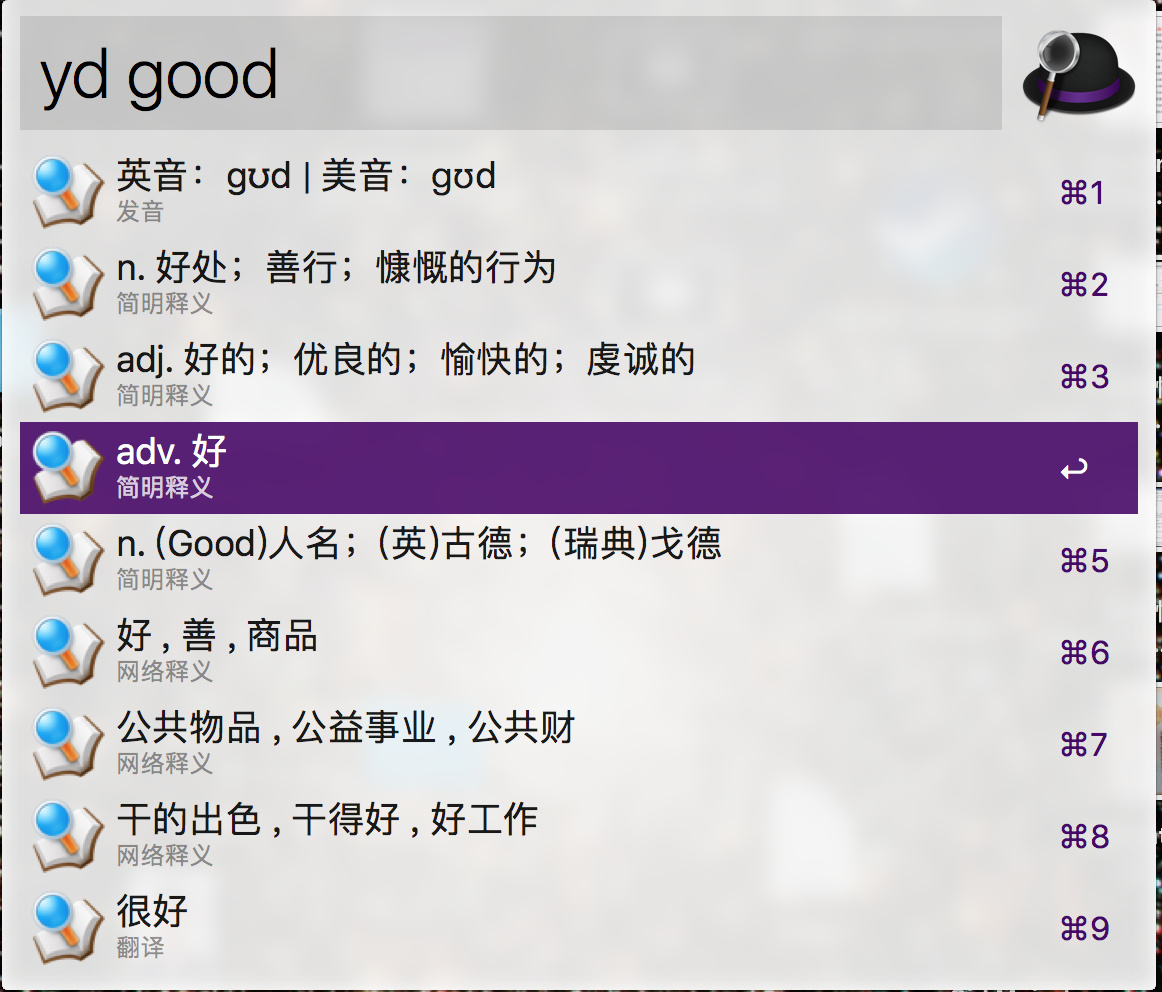 yd good
英音： gʊd | 美音： gʊd
发音
⌘1
n. 好处；善行；慷慨的行为
简明释义
⌘2
adj. 好的；优良的；愉快的；虔诚的
简明释义
⌘3
adv. 好
简明释义
↩
n. (Good)人名；(英)古德；(瑞典)戈德
简明释义
⌘5
好 , 善 , 商品
网络释义
⌘6
公共物品 , 公益事业 , 公共财
网络释义
⌘7
干的出色 , 干得好 , 好工作
网络释义
⌘8
很好
翻译
⌘9